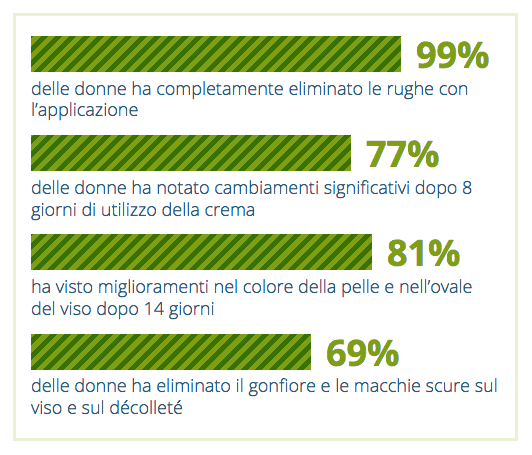 99%
delle donne ha completamente eliminato le rughe con
l’applicazione
77%
delle donne ha notato cambiamenti significativi dopo 8
giorni di utilizzo della crema
81%
ha visto miglioramenti nel colore della pelle e nell’ovale
del viso dopo 14 giorni
69%
delle donne ha eliminato il gonfiore e le macchie scure sul
viso e sul décolleté